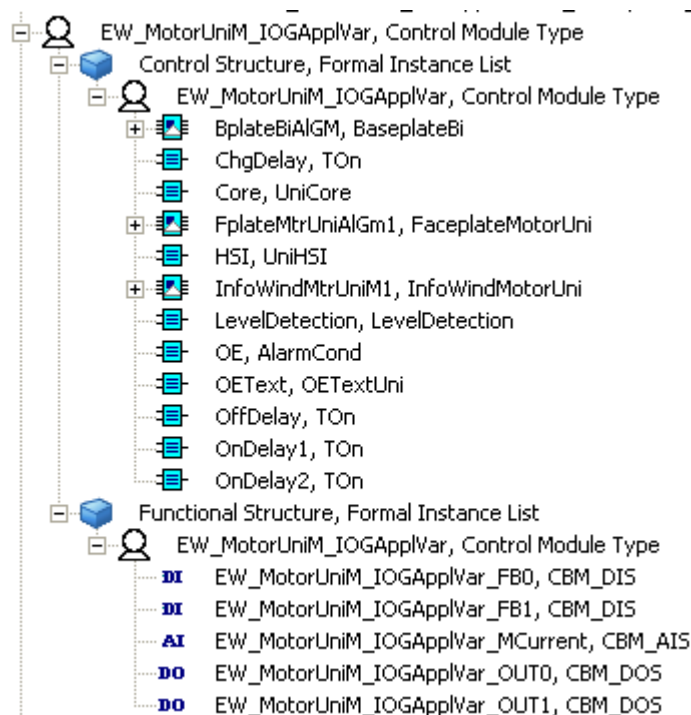 EW_MotorUniM_IOGApplVar, Control Module Type
Control Structure, Formal Instance List
EW_MotorUniM_IOGApplVar, Control Module Type
BplateBiAlGM, BaseplateBi
ChgDelay, TOn
Core, UniCore
FplateMtrUniAlGm1, FaceplateMotorUni
HSI, UniHSI
InfoWindMtrUniM1, InfoWindMotorUni
LevelDetection, LevelDetection
OE, AlarmCond
OEText, OETextUni
OffDelay, TOn
OnDelay1, TOn
OnDelay2, TOn
Functional Structure, Formal Instance List
EW_MotorUniM_IOGApplVar, Control Module Type
DI EW_MotorUniM_IOGApplVar_FB0, CBM_DIS
DI EW_MotorUniM_IOGApplVar_FB1, CBM_DIS
AI EW_MotorUniM_IOGApplVar_MCurrent, CBM_AIS
DO EW_MotorUniM_IOGApplVar_OUT0, CBM_DOS
DO EW_MotorUniM_IOGApplVar_OUT1, CBM_DOS